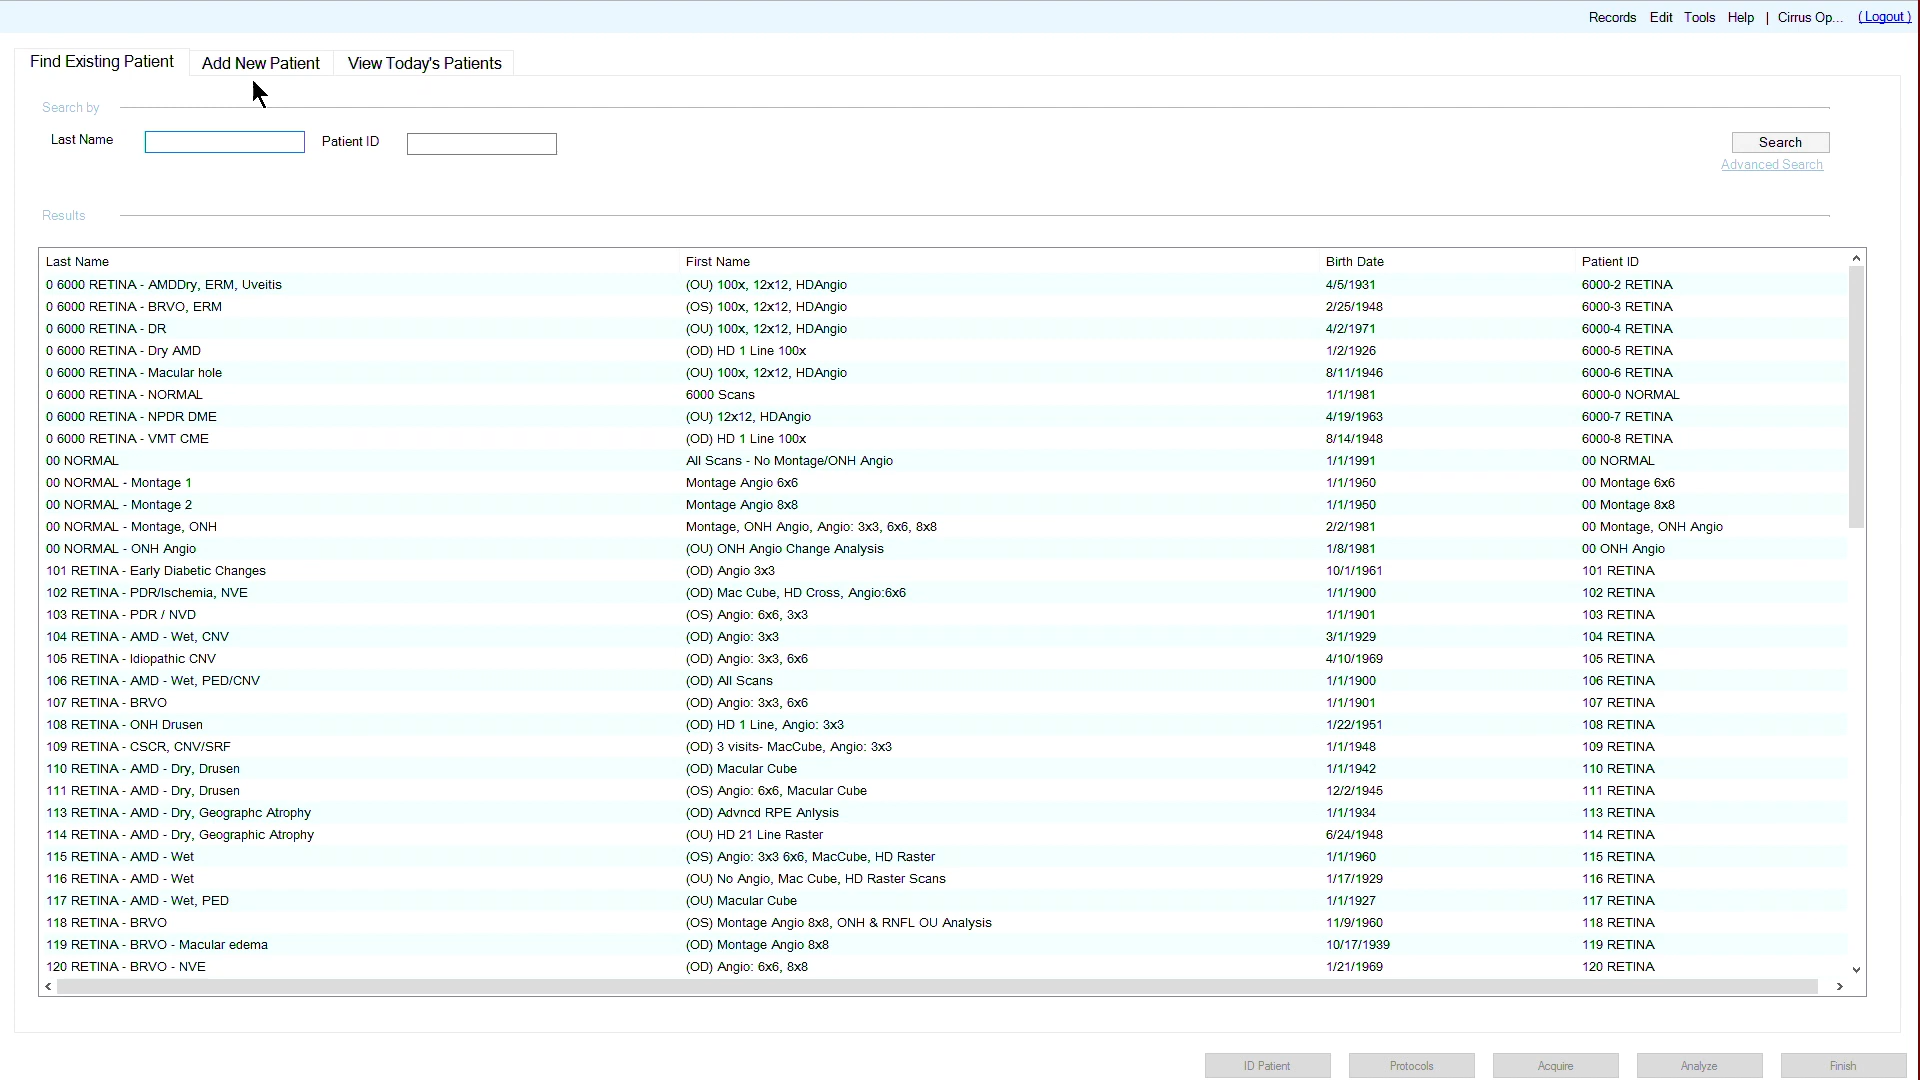 Records Edit Tools Help | Cirrus Op... (Logout)
Find Existing Patient Add New Patient View Today's Patients
Search by
Last Name Patient ID Search
Advanced Search
Results
Last Name First Name Birth Date Patient ID
0 6000 RETINA - AMDDry, ERM, Uveitis (OU) 100x, 12x12, HDAngio 4/5/1931 6000-2 RETINA
0 6000 RETINA - BRVO, ERM (OS) 100x, 12x12, HDAngio 2/25/1948 6000-3 RETINA
0 6000 RETINA - DR (OU) 100x, 12x12, HDAngio 4/2/1971 6000-4 RETINA
0 6000 RETINA - Dry AMD (OD) HD 1 Line 100x 1/2/1926 6000-5 RETINA
0 6000 RETINA - Macular hole (OU) 100x, 12x12, HDAngio 8/11/1946 6000-6 RETINA
0 6000 RETINA - NORMAL 6000 Scans 1/1/1981 6000-0 NORMAL
0 6000 RETINA - NPDR DME (OU) 12x12, HDAngio 4/19/1963 6000-7 RETINA
0 6000 RETINA - VMT CME (OD) HD 1 Line 100x 8/14/1948 6000-8 RETINA
00 NORMAL All Scans - No Montage/ONH Angio 1/1/1991 00 NORMAL
00 NORMAL - Montage 1 Montage Angio 6x6 1/1/1950 00 Montage 6x6
00 NORMAL - Montage 2 Montage Angio 8x8 1/1/1950 00 Montage 8x8
00 NORMAL - Montage, ONH Montage, ONH Angio, Angio: 3x3, 6x6, 8x8 2/2/1981 00 Montage, ONH Angio
00 NORMAL - ONH Angio (OU) ONH Angio Change Analysis 1/8/1981 00 ONH Angio
101 RETINA - Early Diabetic Changes (OD) Angio 3x3 10/1/1961 101 RETINA
102 RETINA - PDR/Ischemia, NVE (OD) Mac Cube, HD Cross, Angio:6x6 1/1/1900 102 RETINA
103 RETINA - PDR / NVD (OS) Angio: 6x6, 3x3 1/1/1901 103 RETINA
104 RETINA - AMD - Wet, CNV (OD) Angio: 3x3 3/1/1929 104 RETINA
105 RETINA - Idiopathic CNV (OD) Angio: 3x3, 6x6 4/10/1969 105 RETINA
106 RETINA - AMD - Wet, PED/CNV (OD) All Scans 1/1/1900 106 RETINA
107 RETINA - BRVO (OD) Angio: 3x3, 6x6 1/1/1901 107 RETINA
108 RETINA - ONH Drusen (OD) HD 1 Line, Angio: 3x3 1/22/1951 108 RETINA
109 RETINA - CSCR, CNV/SRF (OD) 3 visits- MacCube, Angio: 3x3 1/1/1948 109 RETINA
110 RETINA - AMD - Dry, Drusen (OD) Macular Cube 1/1/1942 110 RETINA
111 RETINA - AMD - Dry, Drusen (OS) Angio: 6x6, Macular Cube 12/2/1945 111 RETINA
113 RETINA - AMD - Dry, Geographc Atrophy (OD) Advncd RPE Anlysis 1/1/1934 113 RETINA
114 RETINA - AMD - Dry, Geographic Atrophy (OU) HD 21 Line Raster 6/24/1948 114 RETINA
115 RETINA - AMD - Wet (OS) Angio: 3x3 6x6, MacCube, HD Raster 1/1/1960 115 RETINA
116 RETINA - AMD - Wet (OU) No Angio, Mac Cube, HD Raster Scans 1/17/1929 116 RETINA
117 RETINA - AMD - Wet, PED (OU) Macular Cube 1/1/1927 117 RETINA
118 RETINA - BRVO (OS) Montage Angio 8x8, ONH & RNFL OU Analysis 11/9/1960 118 RETINA
119 RETINA - BRVO - Macular edema (OD) Montage Angio 8x8 10/17/1939 119 RETINA
120 RETINA - BRVO - NVE (OD) Angio: 6x6, 8x8 1/21/1969 120 RETINA
ID Patient Protocols Acquire Analyze Finish